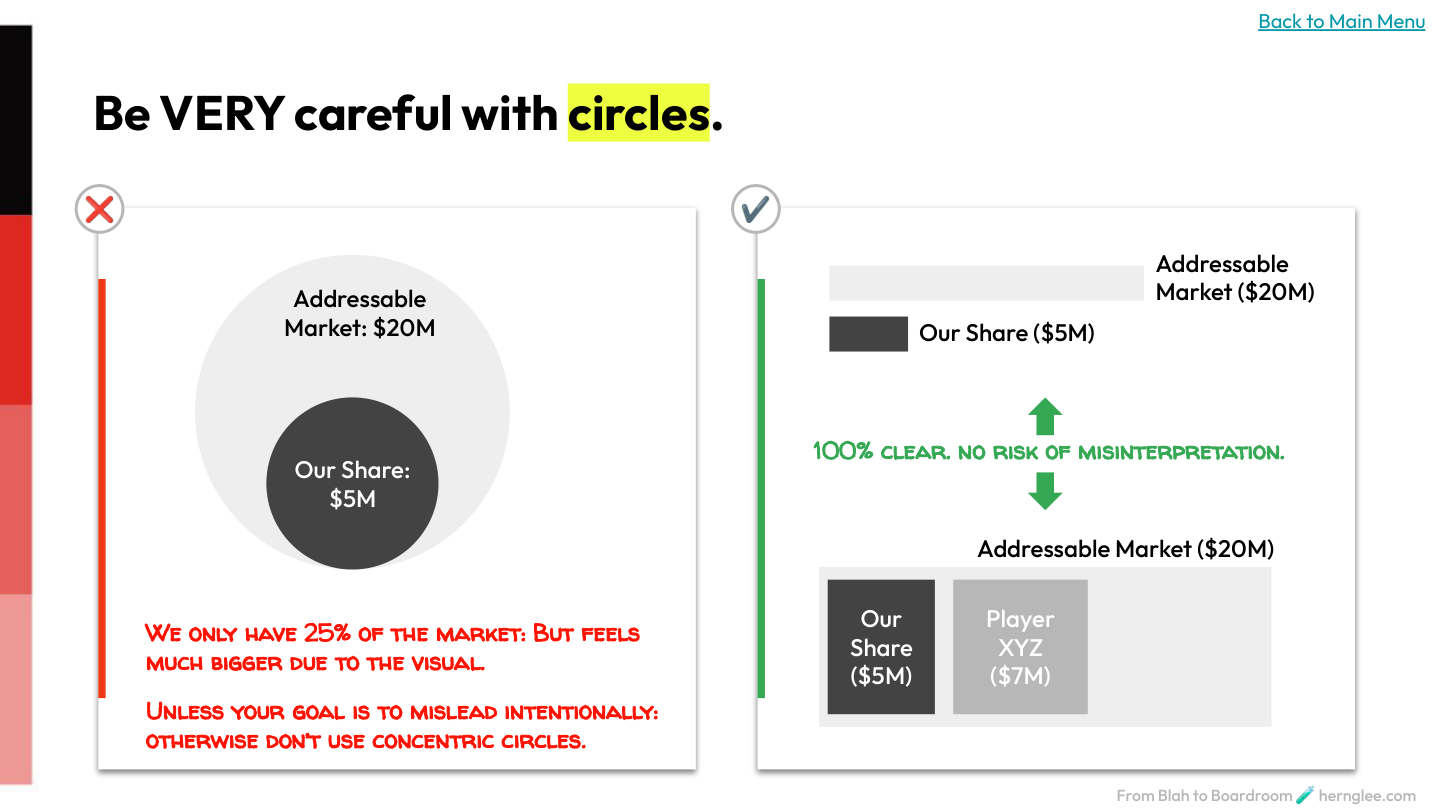 Back to Main Menu
Be VERY careful with circles.
Addressable
Market: $20M
Our Share:
$5M
We only have 25% of the market: But feels
much bigger due to the visual.
Unless your goal is to mislead intentionally:
otherwise don't use concentric circles.
Addressable
Market ($20M)
Our Share ($5M)
100% clear. no risk of misinterpretation.
Addressable Market ($20M)
Our
Share
($5M)
Player
XYZ
($7M)
From Blah to Boardroom 🧪 hernglee.com